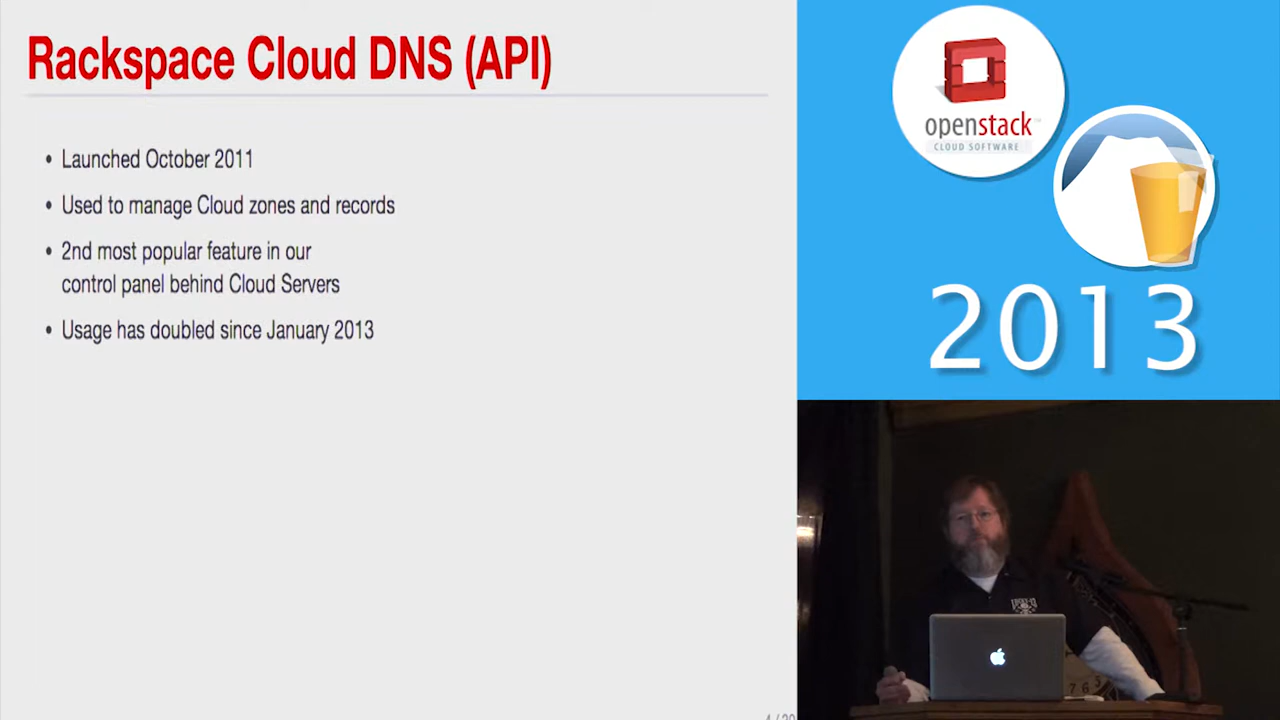 Rackspace Cloud DNS (API)
• Launched October 2011
• Used to manage Cloud zones and records
• 2nd most popular feature in our
control panel behind Cloud Servers
• Usage has doubled since January 2013
openstack
CLOUD SOFTWARE
2013